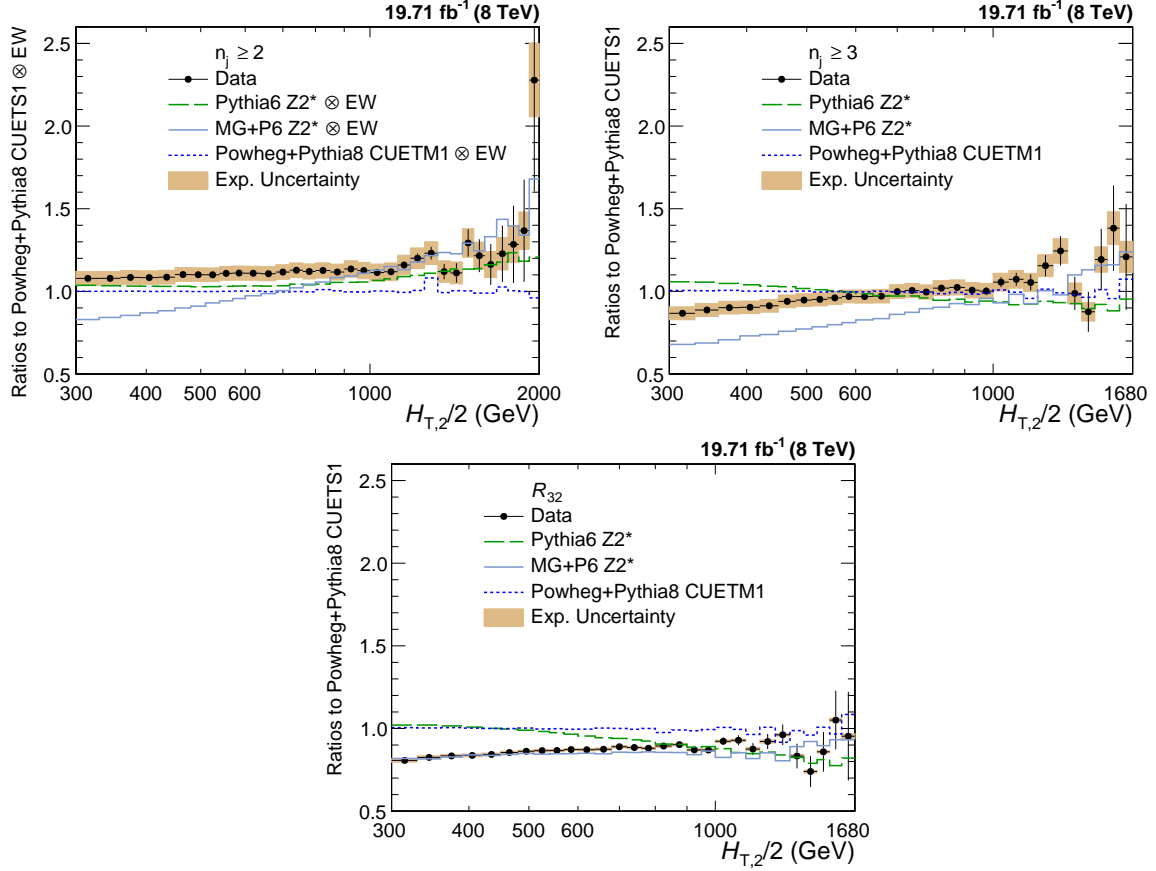 19.71 fb⁻¹ (8 TeV)
Ratios to Powheg+Pythia8 CUETS1 ⊗ EW
n_j ≥ 2
Data
Pythia6 Z2* ⊗ EW
MG+P6 Z2* ⊗ EW
Powheg+Pythia8 CUETM1 ⊗ EW
Exp. Uncertainty
2.5
2.0
1.5
1.0
0.5
300 400 500 600 1000 2000
H_T,2/2 (GeV)
19.71 fb⁻¹ (8 TeV)
Ratios to Powheg+Pythia8 CUETS1
n_j ≥ 3
Data
Pythia6 Z2*
MG+P6 Z2*
Powheg+Pythia8 CUETM1
Exp. Uncertainty
2.5
2.0
1.5
1.0
0.5
300 400 500 600 1000 1680
H_T,2/2 (GeV)
19.71 fb⁻¹ (8 TeV)
Ratios to Powheg+Pythia8 CUETS1
R_32
Data
Pythia6 Z2*
MG+P6 Z2*
Powheg+Pythia8 CUETM1
Exp. Uncertainty
2.5
2.0
1.5
1.0
0.5
300 400 500 600 1000 1680
H_T,2/2 (GeV)